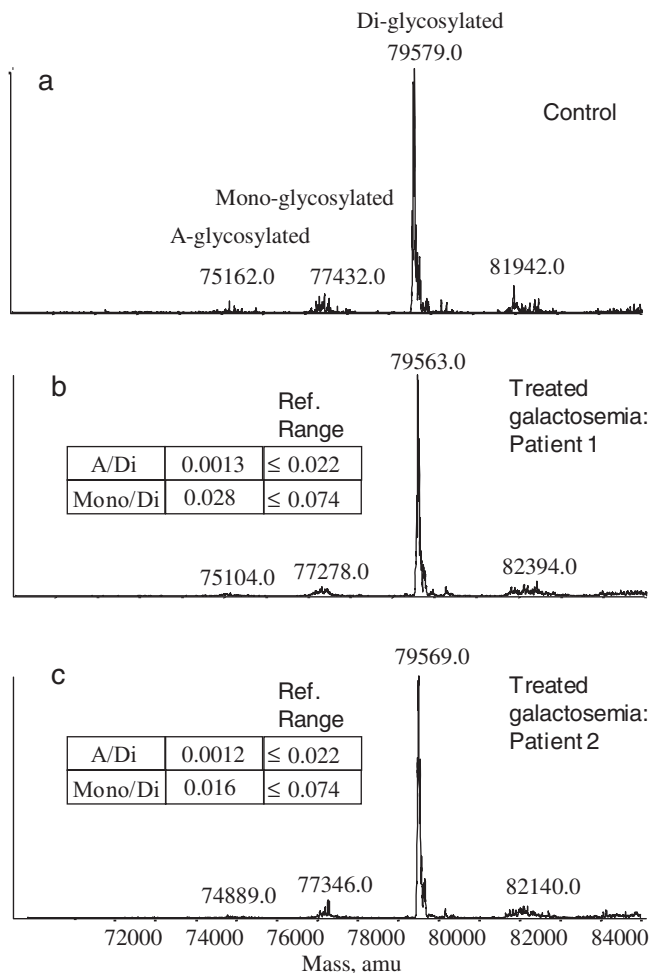 Di-glycosylated
79579.0
a
Control
Mono-glycosylated
A-glycosylated
75162.0
77432.0
81942.0
b
79563.0
Treated
galactosemia:
Patient 1
Ref.
Range
A/Di 0.0013 ≤ 0.022
Mono/Di 0.028 ≤ 0.074
75104.0
77278.0
82394.0
c
79569.0
Treated
galactosemia:
Patient 2
Ref.
Range
A/Di 0.0012 ≤ 0.022
Mono/Di 0.016 ≤ 0.074
74889.0
77346.0
82140.0
72000 74000 76000 78000 80000 82000 84000
Mass, amu